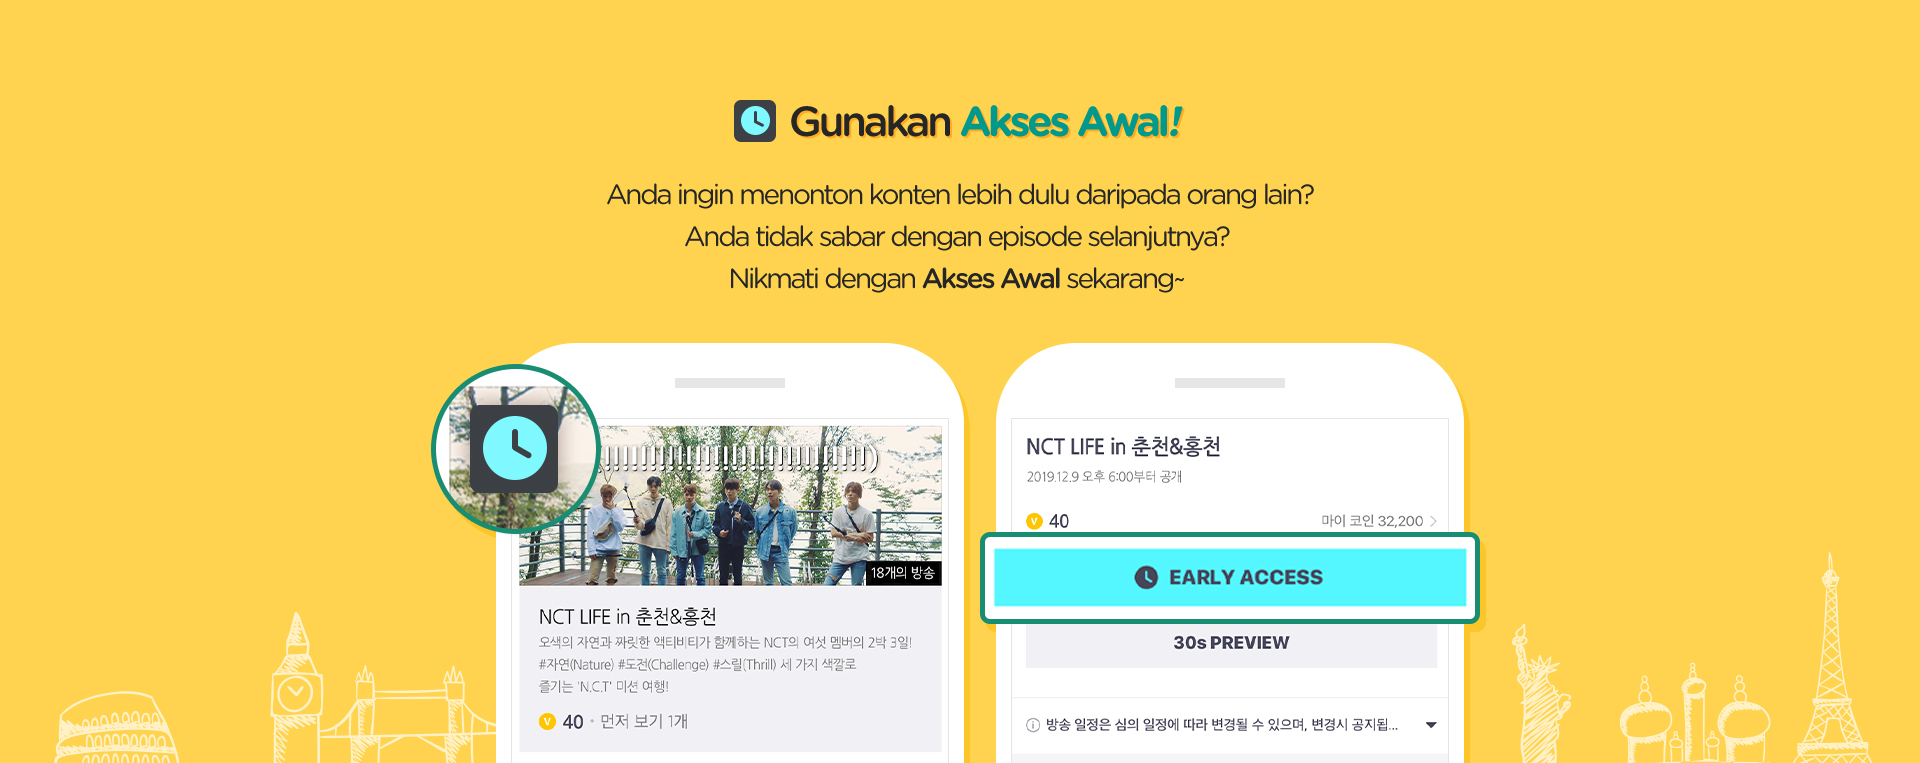 Gunakan Akses Awal!
Anda ingin menonton konten lebih dulu daripada orang lain?
Anda tidak sabar dengan episode selanjutnya?
Nikmati dengan Akses Awal sekarang~
18개의 방송
NCT LIFE in 춘천&홍천
오색의 자연과 짜릿한 액티비티가 함께하는 NCT의 여섯 멤버의 2박 3일!
#자연(Nature) #도전(Challenge) #스릴(Thrill) 세 가지 색깔로
즐기는 'N.C.T' 미션 여행!
V 40 • 먼저 보기 1개
NCT LIFE in 춘천&홍천
2019.12.9 오후 6:00부터 공개
V 40 마이 코인 32,200 >
EARLY ACCESS
30s PREVIEW
방송 일정은 심의 일정에 따라 변경될 수 있으며, 변경시 공지됩...